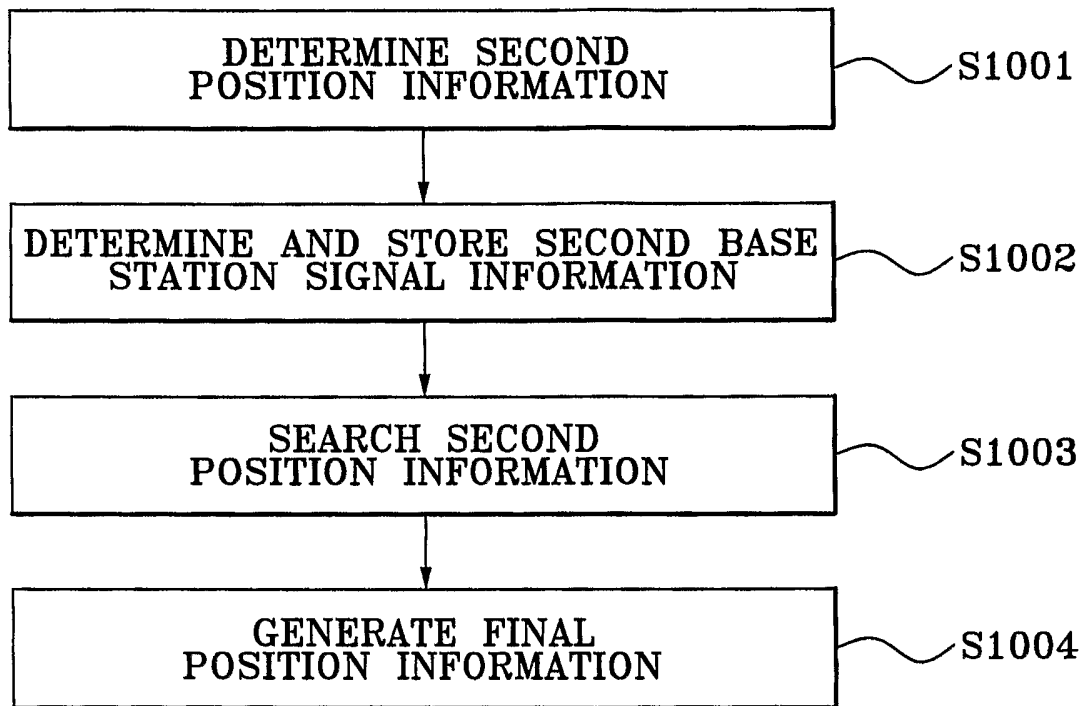 DETERMINE SECOND
POSITION INFORMATION
S1001
DETERMINE AND STORE SECOND BASE
STATION SIGNAL INFORMATION
S1002
SEARCH SECOND
POSITION INFORMATION
S1003
GENERATE FINAL
POSITION INFORMATION
S1004